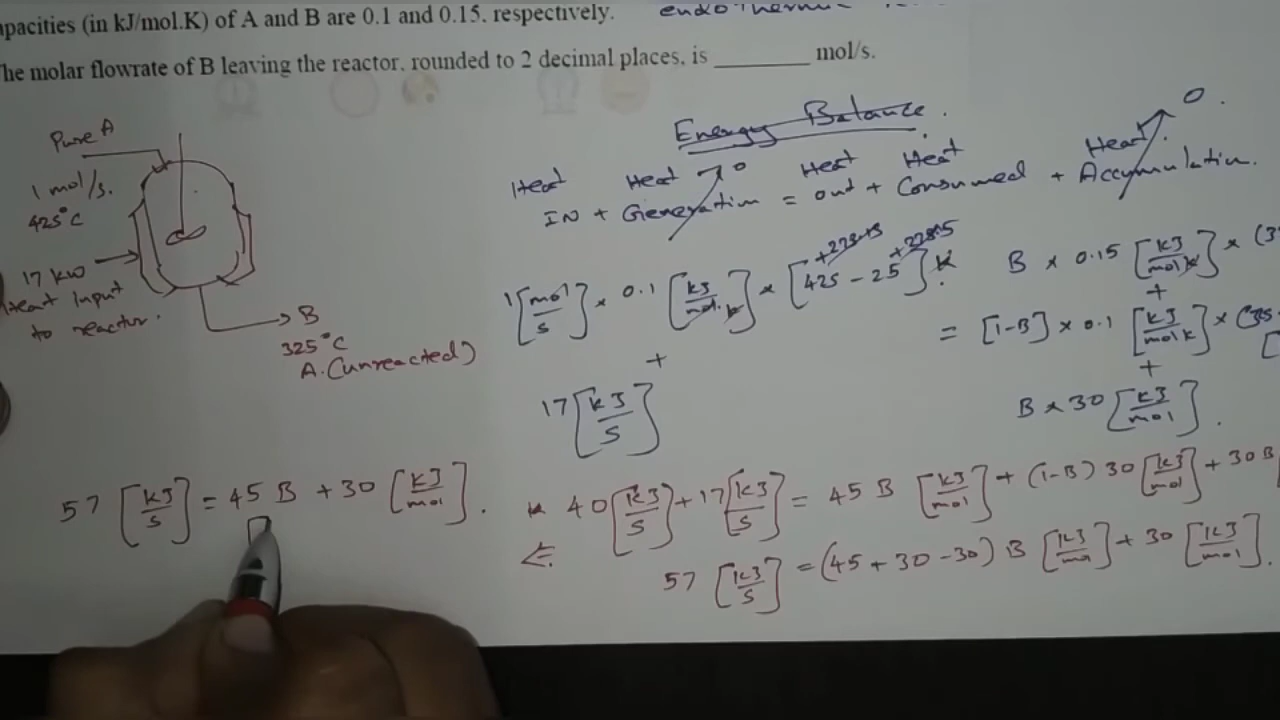 apacities (in kJ/mol.K) of A and B are 0.1 and 0.15. respectively.
The molar flowrate of B leaving the reactor. rounded to 2 decimal places, is ________ mol/s.
Energy Balance.
Heat Heat → 0 Heat Heat Heat → 0.
IN + Generation = out + Consumed + Accumulation.
Pure A
1 mol/s.
425°C
17 kW →
Heat Input
to reactor.
→ B
325°C
A.(unreacted)
1 [mol/s] × 0.1 [kJ/mol.k] × [425 - 25] k. B × 0.15 [kJ/mol k] × (3
+
= [1-B] × 0.1 [kJ/mol k] × (
+ +
17 [kJ/s] B × 30 [kJ/mol].
57 [kJ/s] = 45 B + 30 [kJ/mol].
40 [kJ/s] + 17 [kJ/s] = 45 B [kJ/mol] + (1-B) 30 [kJ/mol] + 30 B
57 [kJ/s] = (45 + 30 - 30) B [kJ/mo] + 30 [kJ/mol].